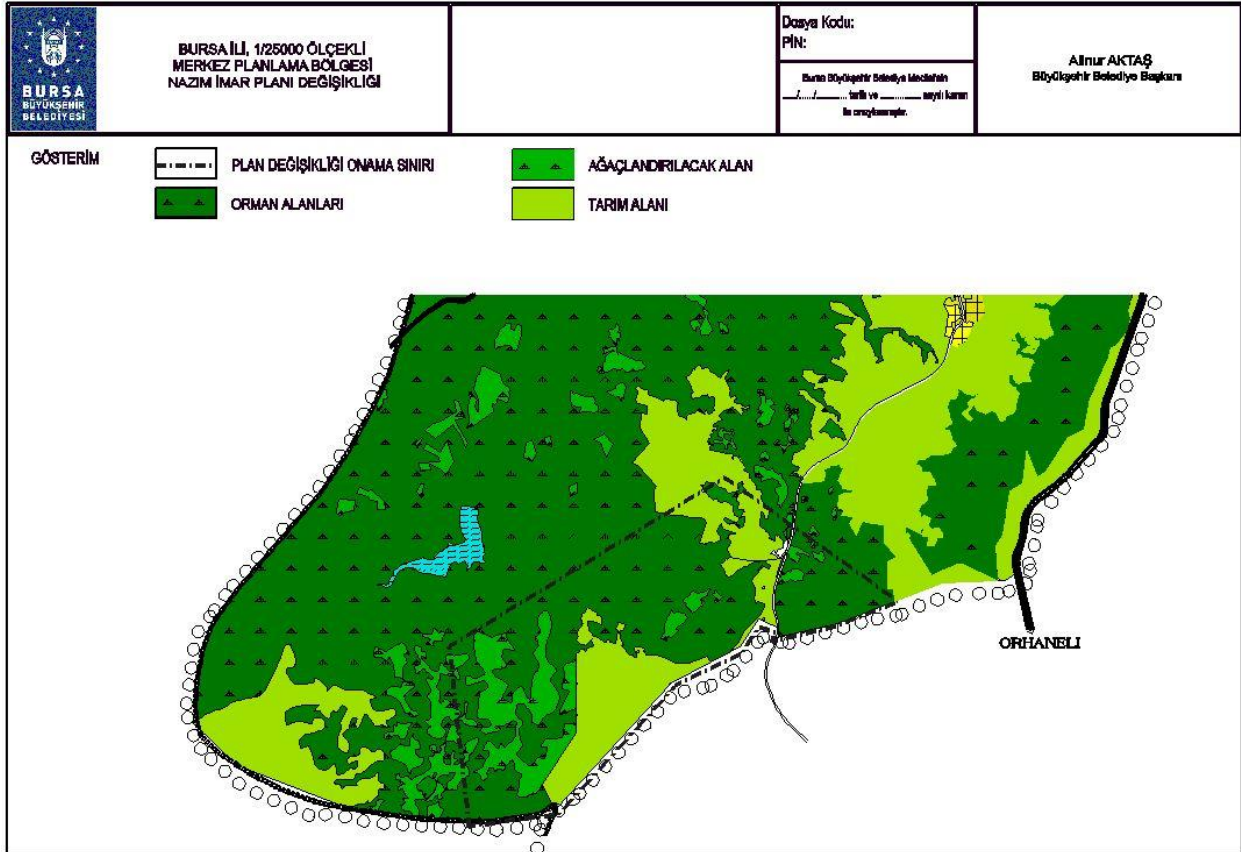 BURSA
BÜYÜKŞEHİR
BELEDİYESİ
BURSA İLİ, 1/25000 ÖLÇEKLİ
MERKEZ PLANLAMA BÖLGESİ
NAZIM İMAR PLANI DEĞİŞİKLİĞİ
Dosya Kodu:
PİN:
Bursa Büyükşehir Belediye Meclisi'nin
..../...../.......... tarih ve .............. sayılı kararı
ile onaylanmıştır.
Alinur AKTAŞ
Büyükşehir Belediye Başkanı
GÖSTERİM
PLAN DEĞİŞİKLİĞİ ONAMA SINIRI
AĞAÇLANDIRILACAK ALAN
ORMAN ALANLARI
TARIM ALANI
ORHANELİ